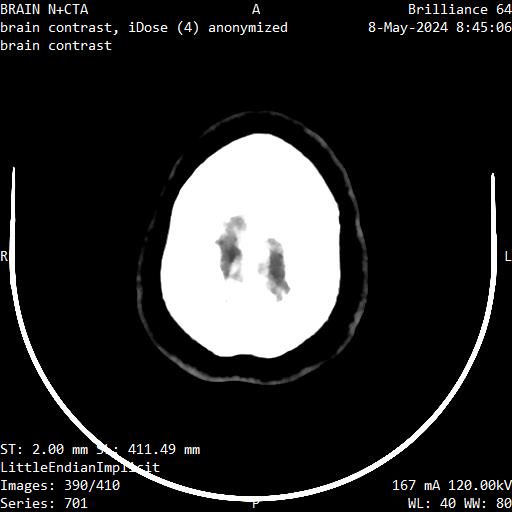 BRAIN N+CTA
A
Brilliance 64
brain contrast, iDose (4) anonymized
8-May-2024 8:45:06
brain contrast
R
L
ST: 2.00 mm SL: 411.49 mm
LittleEndianImplicit
Images: 390/410
167 mA 120.00kV
Series: 701
P
WL: 40 WW: 80